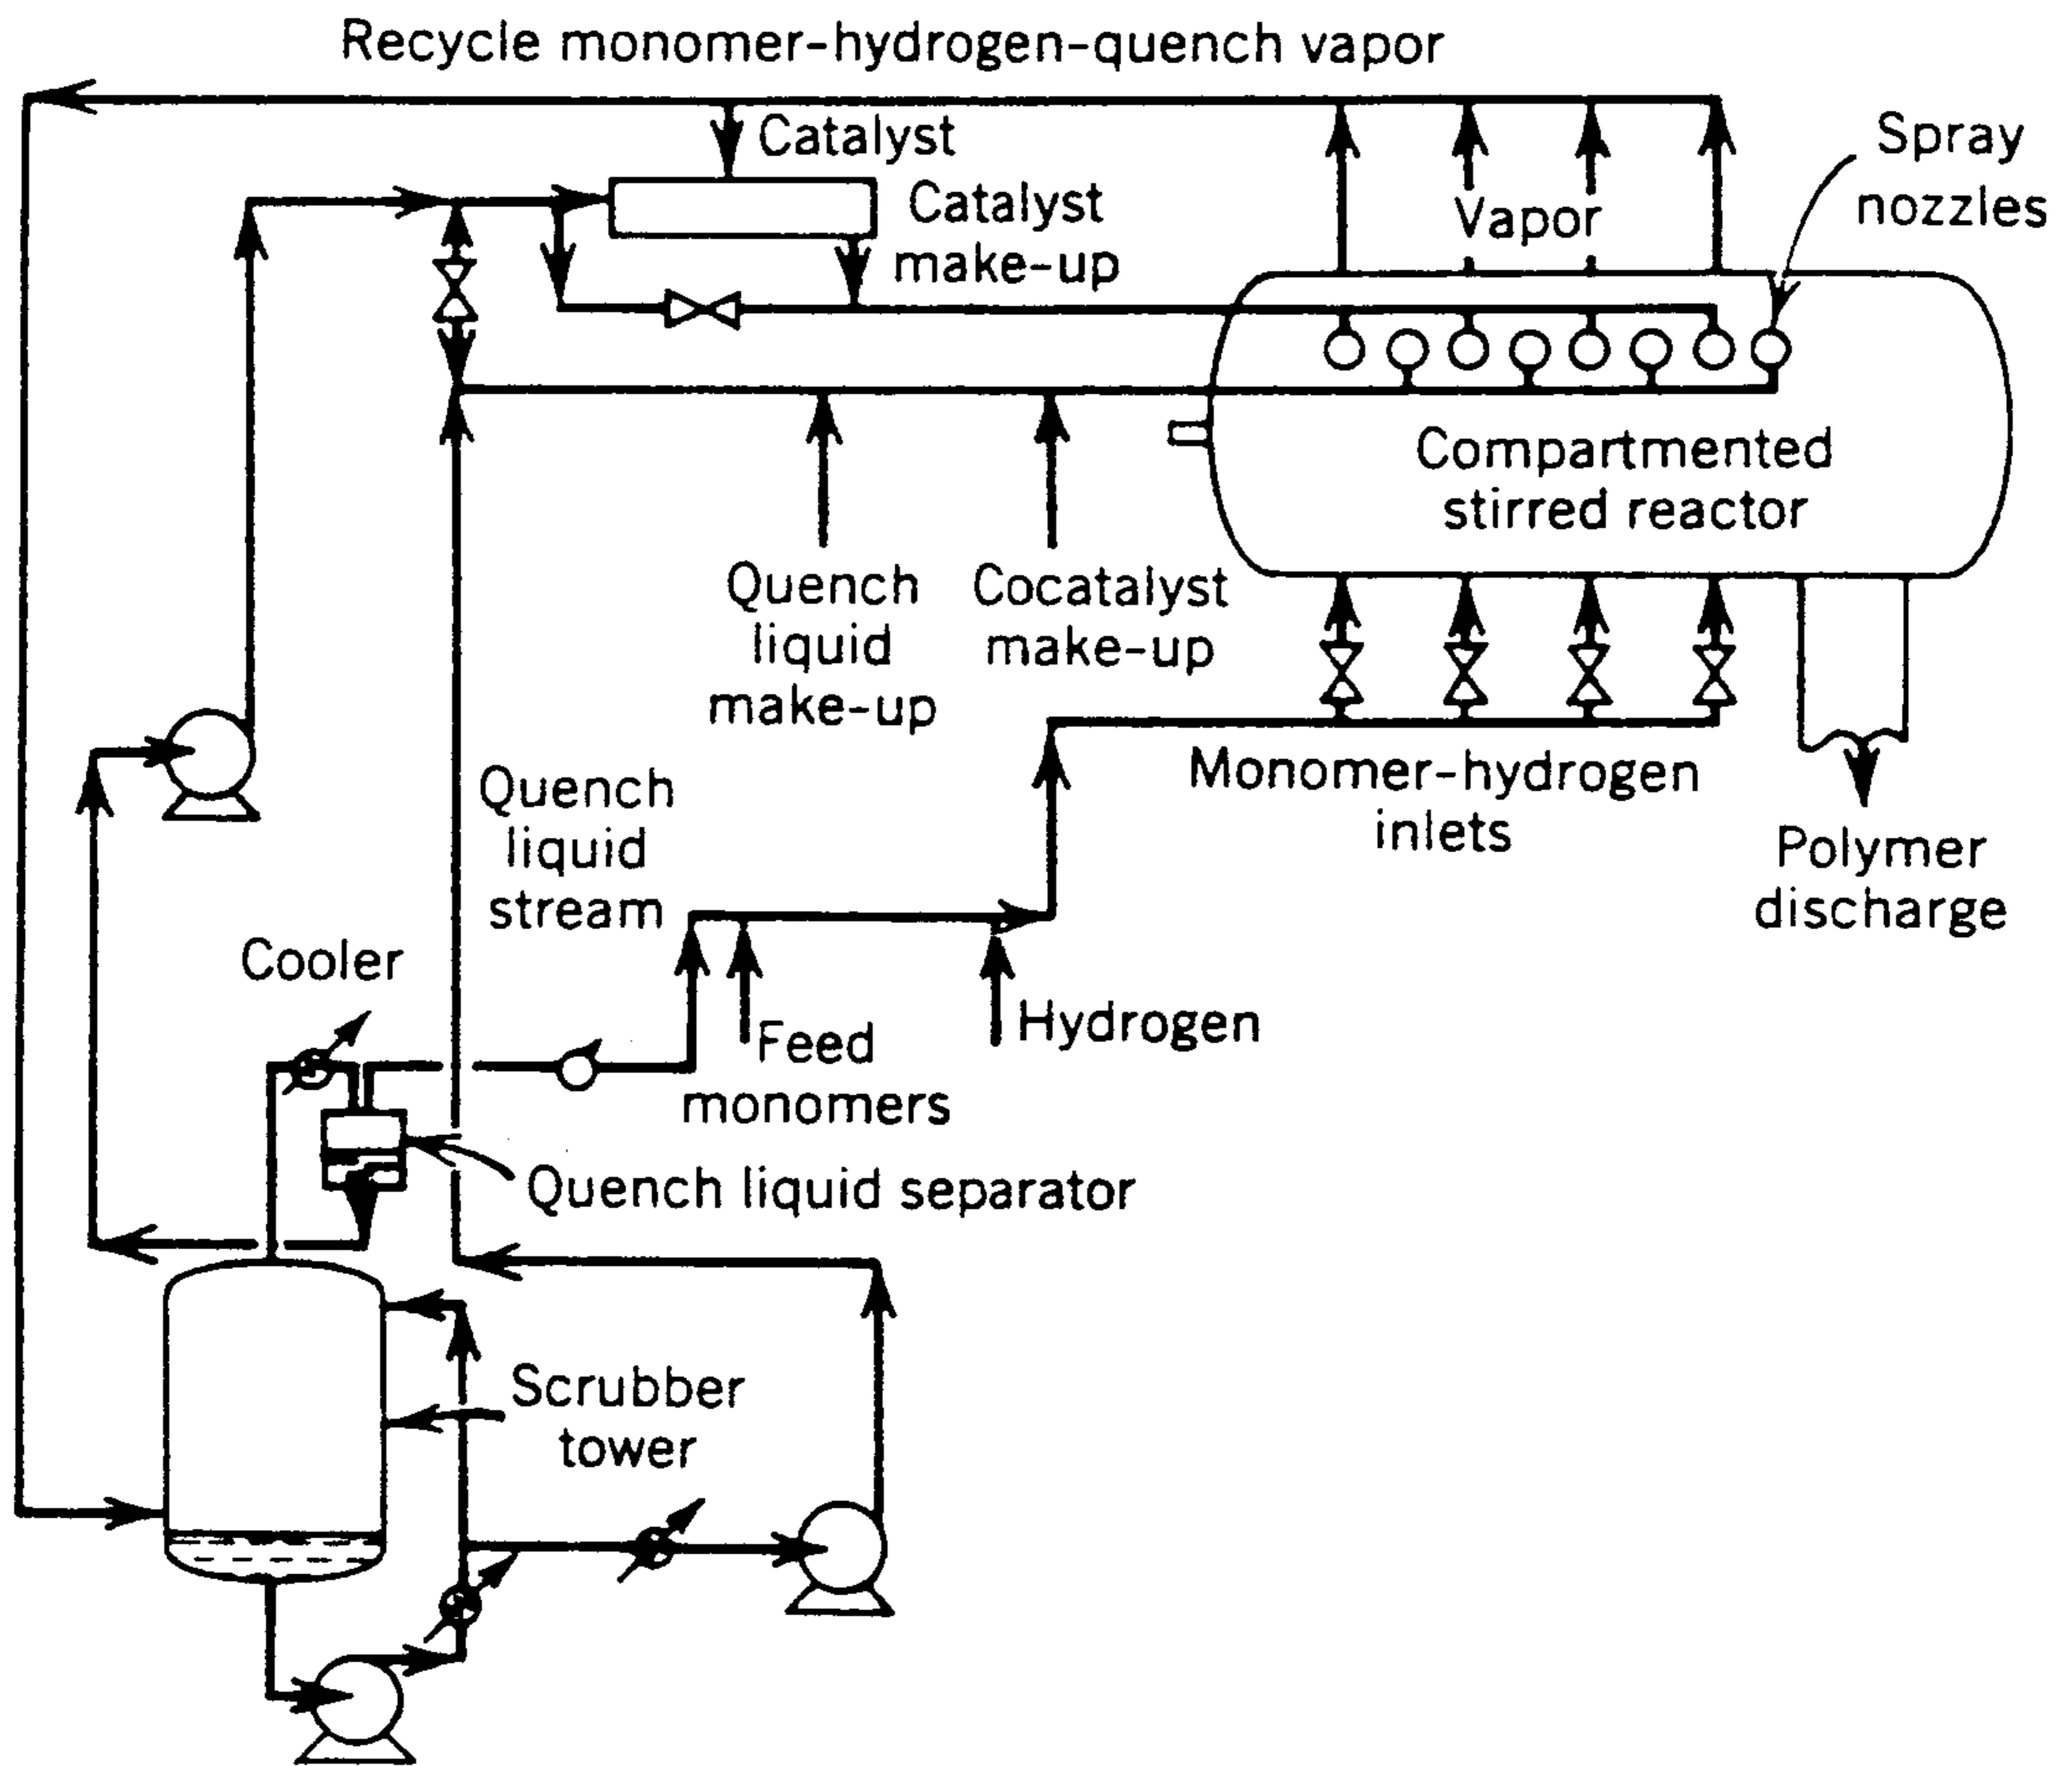 Recycle monomer-hydrogen-quench vapor
Catalyst
Catalyst
make-up
Vapor
Spray
nozzles
Compartmented
stirred reactor
Quench
liquid
make-up
Cocatalyst
make-up
Monomer-hydrogen
inlets
Polymer
discharge
Quench
liquid
stream
Cooler
Feed
monomers
Hydrogen
Quench liquid separator
Scrubber
tower